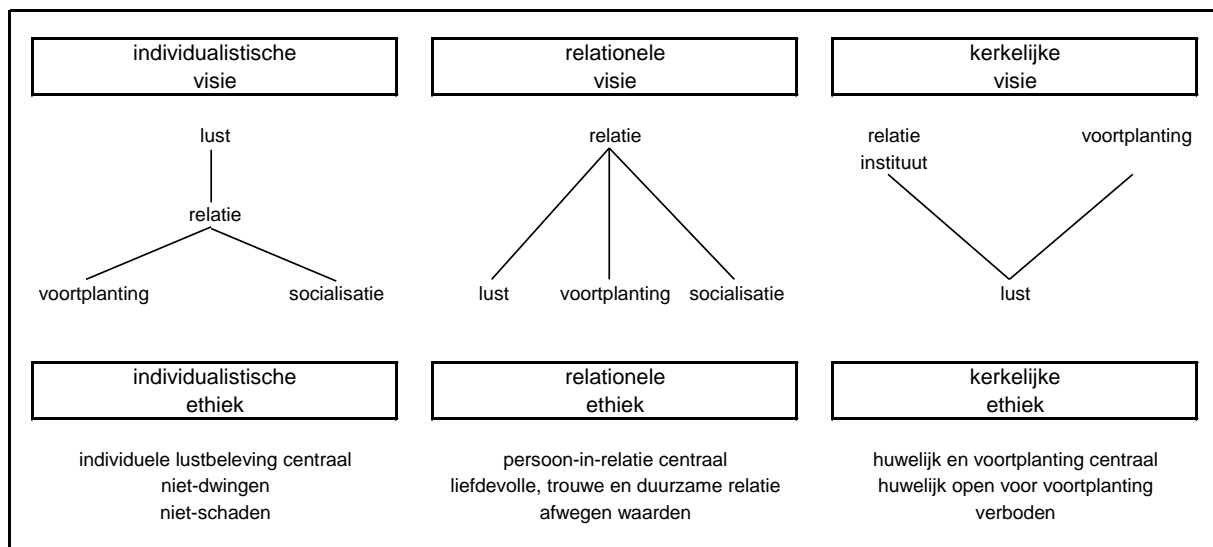 individualistische
visie
relationele
visie
kerkelijke
visie
lust
relatie
voortplanting
socialisatie
relatie
lust
voortplanting
socialisatie
relatie
instituut
voortplanting
lust
individualistische
ethiek
relationele
ethiek
kerkelijke
ethiek
individuele lustbeleving centraal
niet-dwingen
niet-schaden
persoon-in-relatie centraal
liefdevolle, trouwe en duurzame relatie
afwegen waarden
huwelijk en voortplanting centraal
huwelijk open voor voortplanting
verboden